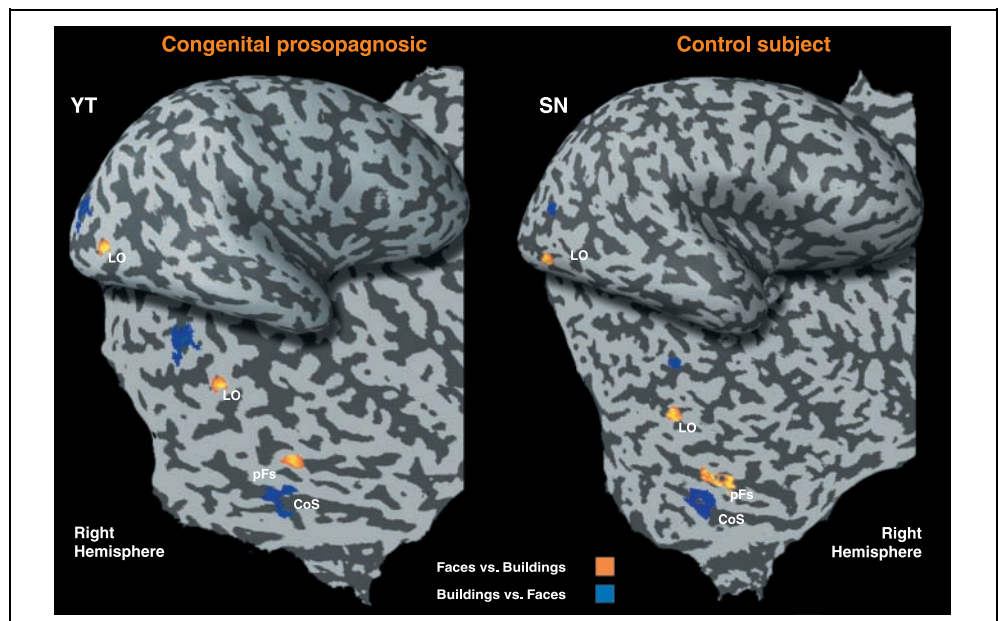 Congenital prosopagnosic
Control subject
YT
SN
LO
LO
LO
LO
pFs
CoS
pFs
CoS
Right
Hemisphere
Right
Hemisphere
Faces vs. Buildings
Buildings vs. Faces